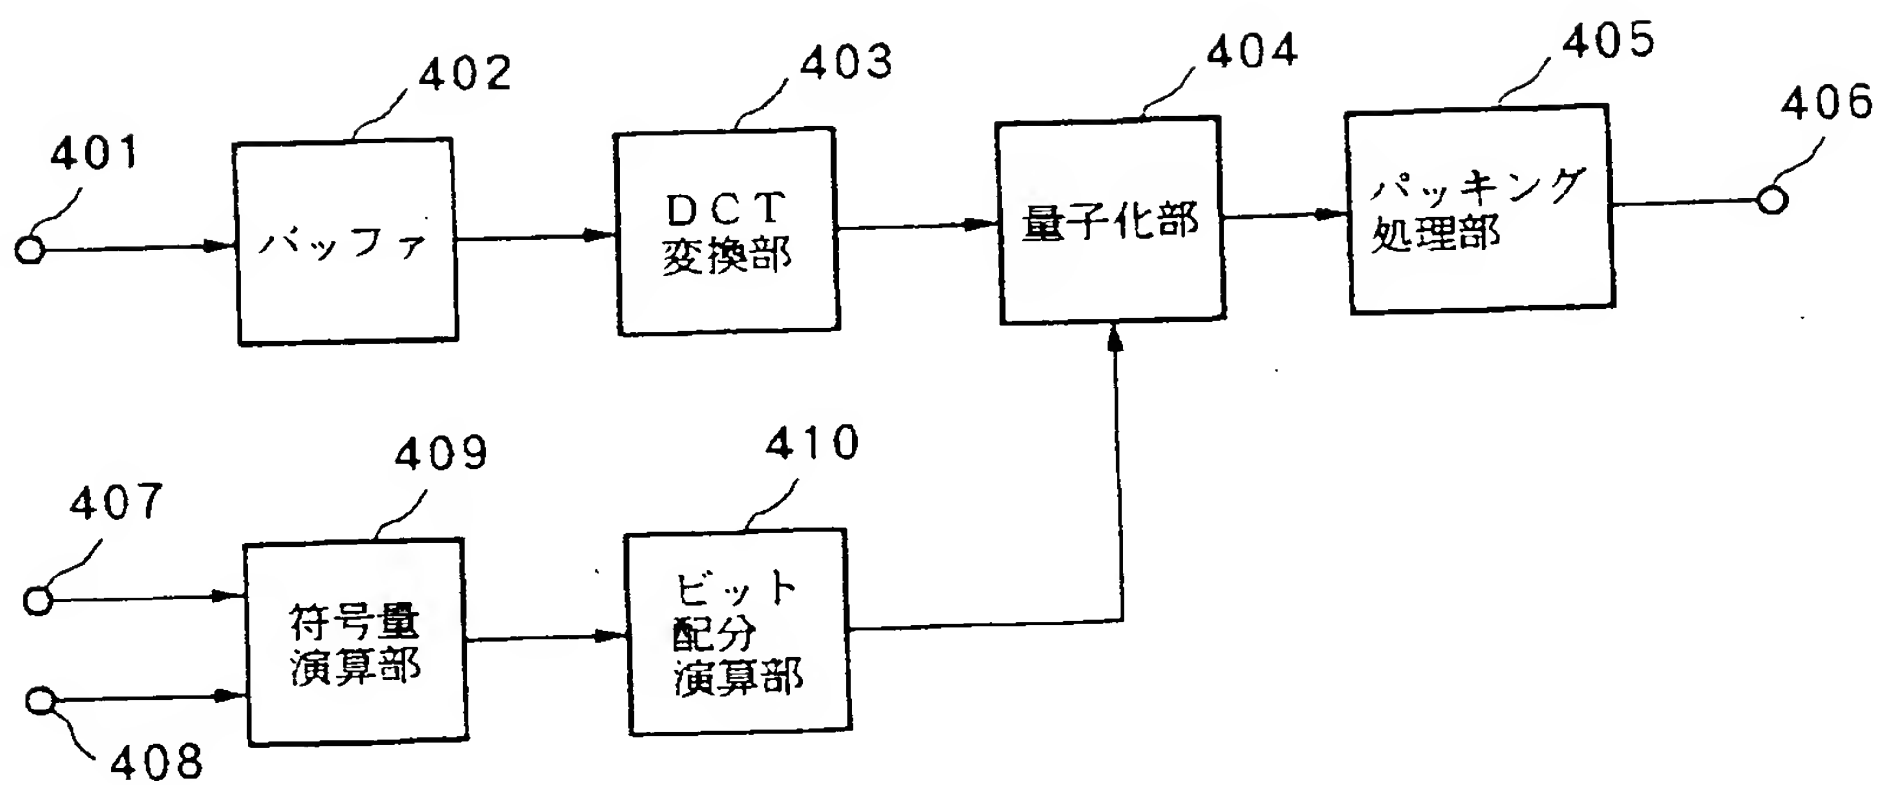 401
402
403
404
405
406
バッファ
DCT
変換部
量子化部
パッキング
処理部
407
408
409
410
符号量
演算部
ビット
配分
演算部